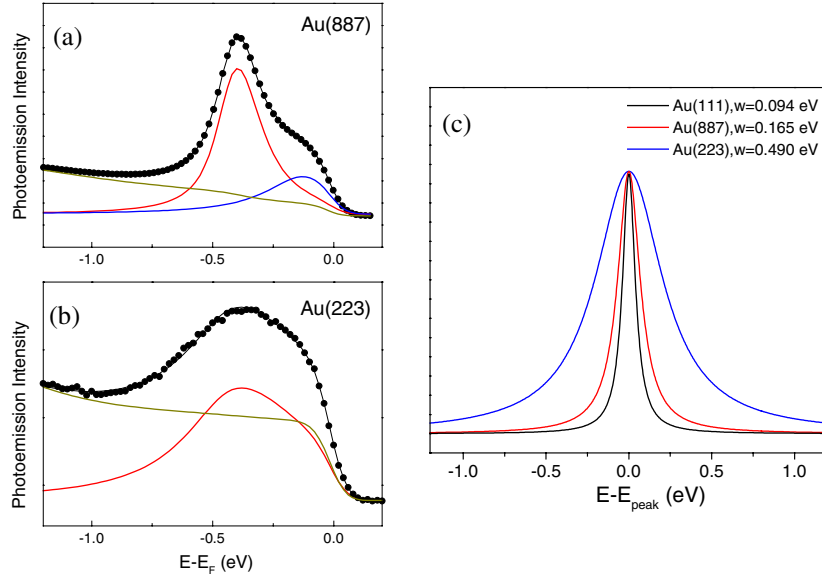 (a)
Au(887)
Photoemission Intensity
-1.0
-0.5
0.0
(b)
Au(223)
Photoemission Intensity
-1.0
-0.5
0.0
E-E_F (eV)
(c)
Au(111),w=0.094 eV
Au(887),w=0.165 eV
Au(223),w=0.490 eV
-1.0
-0.5
0.0
0.5
1.0
E-E_peak (eV)